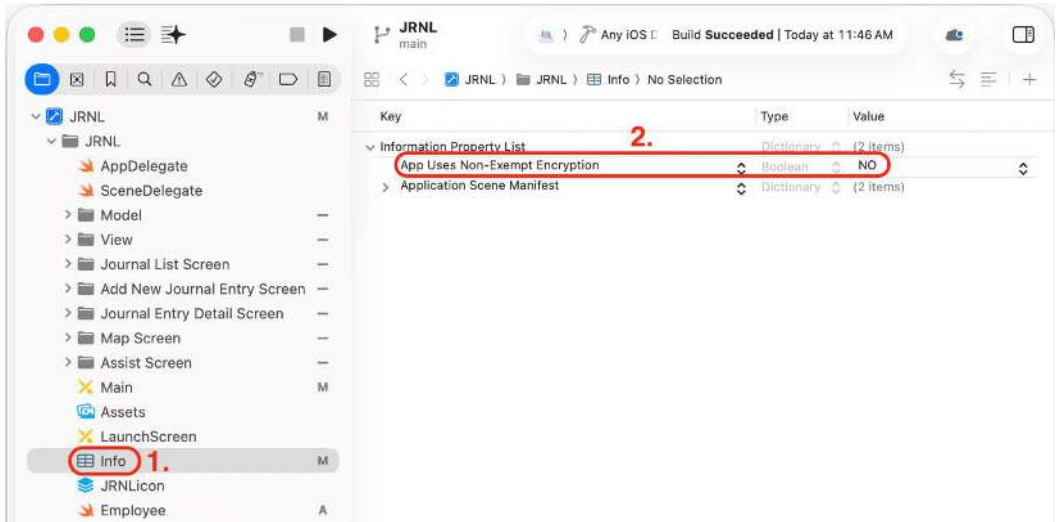 JRNL
main
Any iOS D Build Succeeded | Today at 11:46 AM
JRNL JRNL Info No Selection
JRNL M
JRNL
AppDelegate
SceneDelegate
Model
View
Journal List Screen
Add New Journal Entry Screen
Journal Entry Detail Screen
Map Screen
Assist Screen
Main M
Assets
LaunchScreen
Info 1. M
JRNLicon
Employee A
Key Type Value
2.
Information Property List Dictionary (2 items)
App Uses Non-Exempt Encryption Boolean NO
Application Scene Manifest Dictionary (2 items)